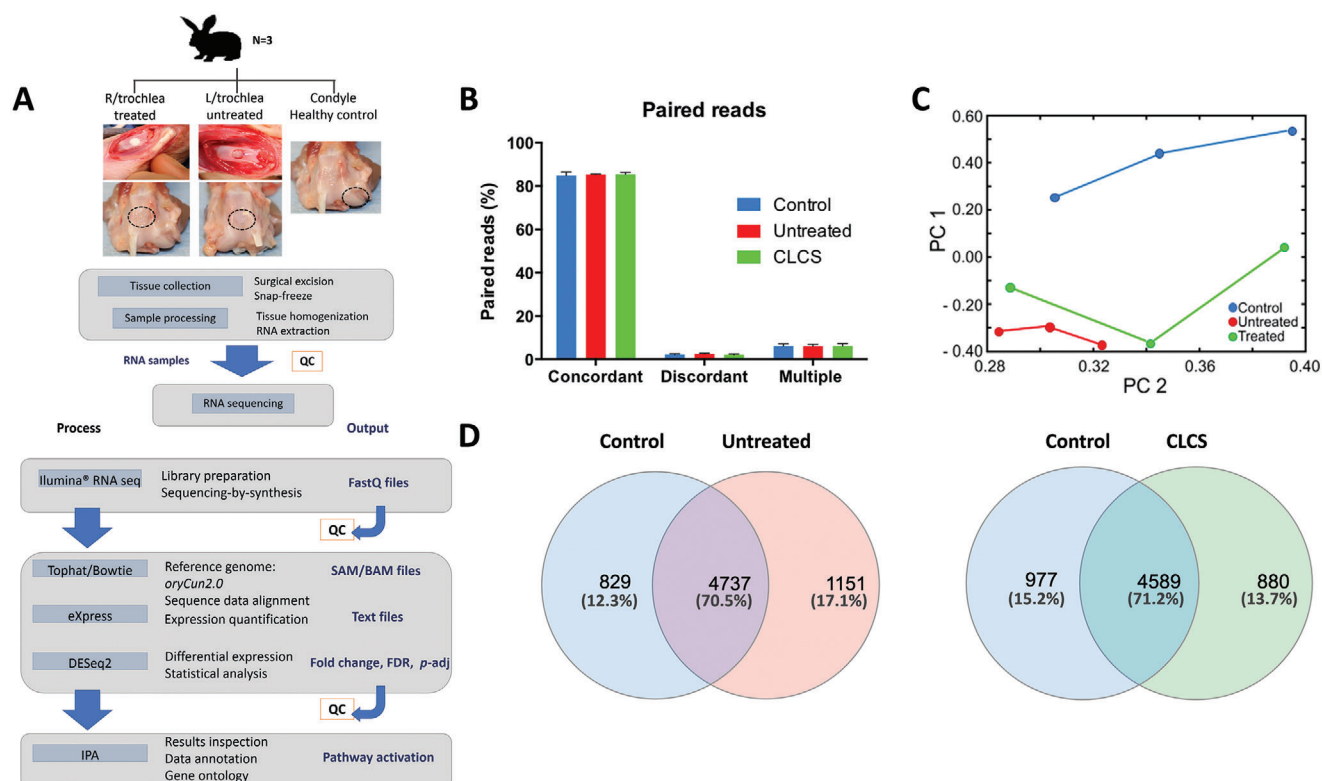 N=3
A
R/trochlea
treated
L/trochlea
untreated
Condyle
Healthy control
Tissue collection
Surgical excision
Snap-freeze
Sample processing
Tissue homogenization
RNA extraction
RNA samples
QC
RNA sequencing
Process
Output
Ilumina® RNA seq
Library preparation
Sequencing-by-synthesis
FastQ files
QC
Tophat/Bowtie
Reference genome:
oryCun2.0
SAM/BAM files
eXpress
Sequence data alignment
Expression quantification
Text files
DESeq2
Differential expression
Statistical analysis
Fold change, FDR, p-adj
QC
IPA
Results inspection
Data annotation
Gene ontology
Pathway activation
B
Paired reads
Paired reads (%)
100
80
60
40
20
0
Control
Untreated
CLCS
Concordant
Discordant
Multiple
C
PC 1
0.60
0.40
0.20
0.00
- 0.20
- 0.40
0.28
0.32
0.36
0.40
PC 2
Control
Untreated
Treated
D
Control
Untreated
829
(12.3%)
4737
(70.5%)
1151
(17.1%)
Control
CLCS
977
(15.2%)
4589
(71.2%)
880
(13.7%)